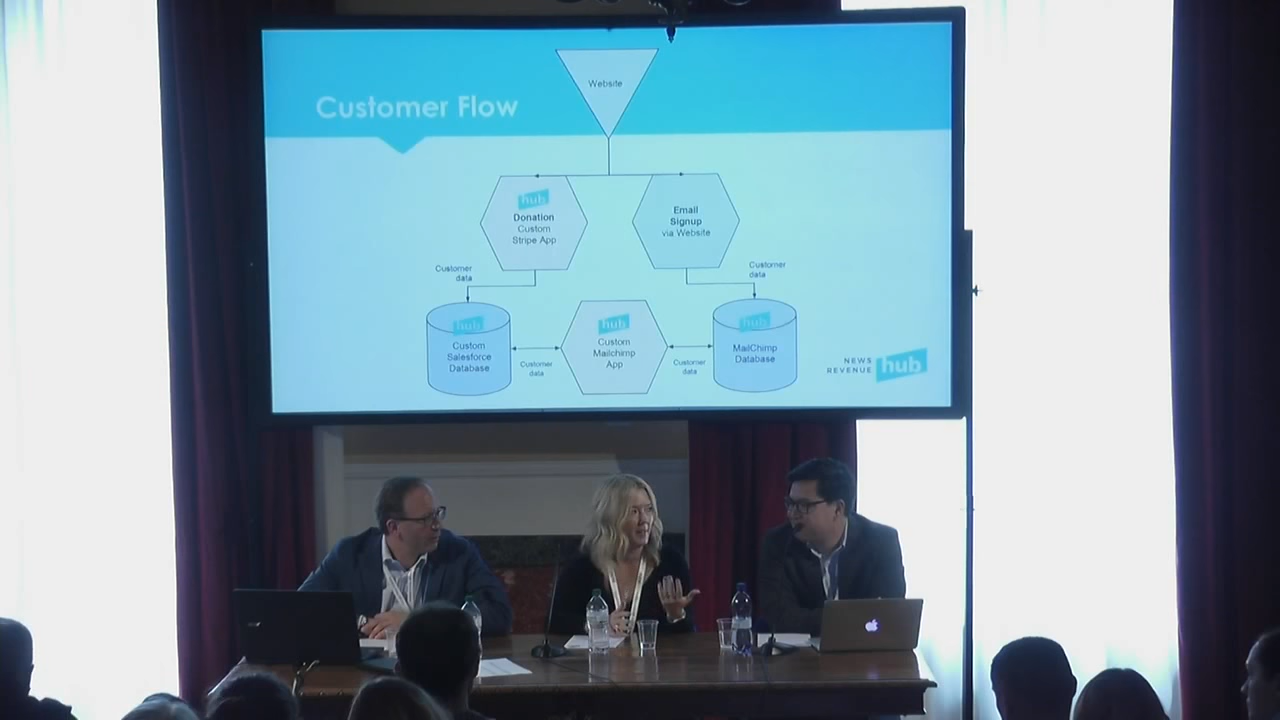 Website
Customer Flow
hub
Donation
Custom
Stripe App
Email
Signup
via Website
Customer
data
Customer
data
hub
Custom
Salesforce
Database
hub
Custom
Mailchimp
App
hub
MailChimp
Database
Customer
data
Customer
data
NEWS
REVENUE
hub